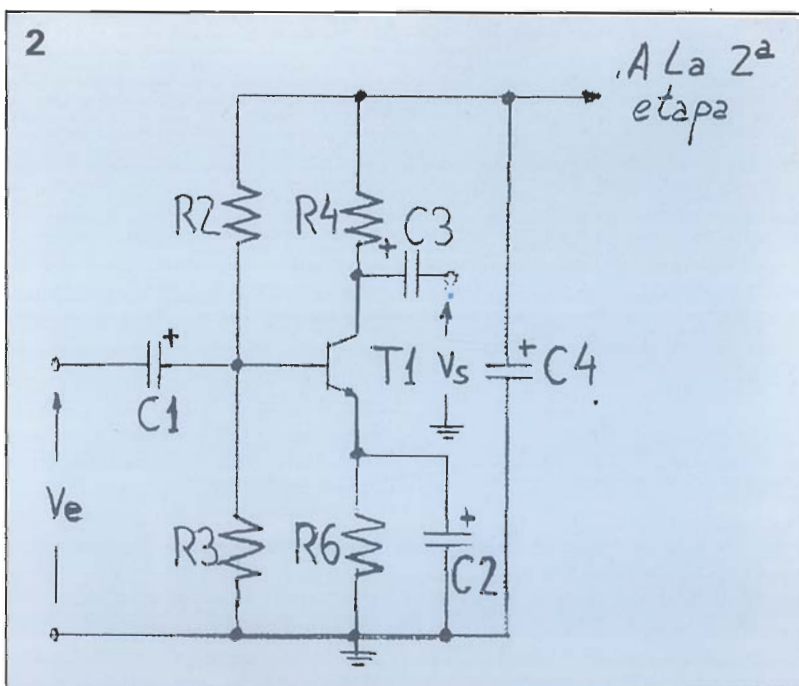 2
A La 2ª
etapa
R2
R4
+
C3
+
C1
T1
Vs
+
C4
Ve
R3
R6
+
C2